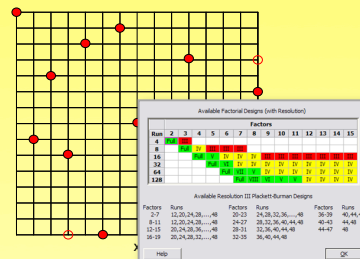 Available Factorial Designs (with Resolution)
Factors
Run 2 3 4 5 6 7 8 9 10 11 12 13 14 15
4 Full III
8 Full IV III III III
16 Full V IV IV IV III III III III III III III
32 Full VI IV IV IV IV IV IV IV IV IV IV
64 Full VII V IV IV IV IV IV IV IV IV
128 Full VIII VI V V IV IV IV IV
Available Resolution III Plackett-Burman Designs
Factors Runs Factors Runs Factors Runs
2-7 12,20,24,28,...,48 20-23 24,28,32,36,...,48 36-39 40,44,
8-11 12,20,24,28,...,48 24-27 28,32,36,40,44,48 40-43 44,48
12-15 20,24,28,36,...,48 28-31 32,36,40,44,48 44-47 48
16-19 20,24,28,32,...,48 32-35 36,40,44,48
X
Help
OK